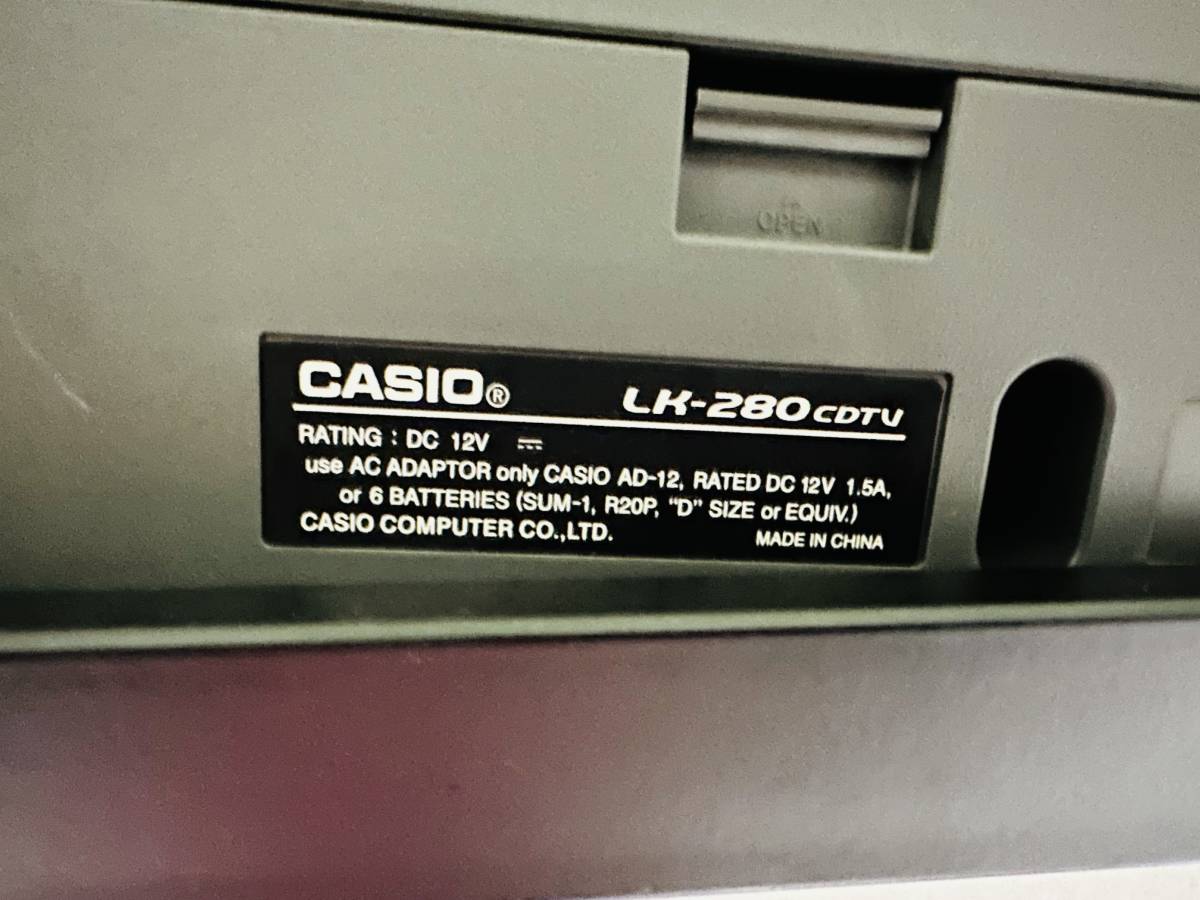 OPEN
CASIO® LK-280CDTV
RATING : DC 12V ⎓
use AC ADAPTOR only CASIO AD-12, RATED DC 12V 1.5A,
or 6 BATTERIES (SUM-1, R20P, "D" SIZE or EQUIV.)
CASIO COMPUTER CO.,LTD. MADE IN CHINA